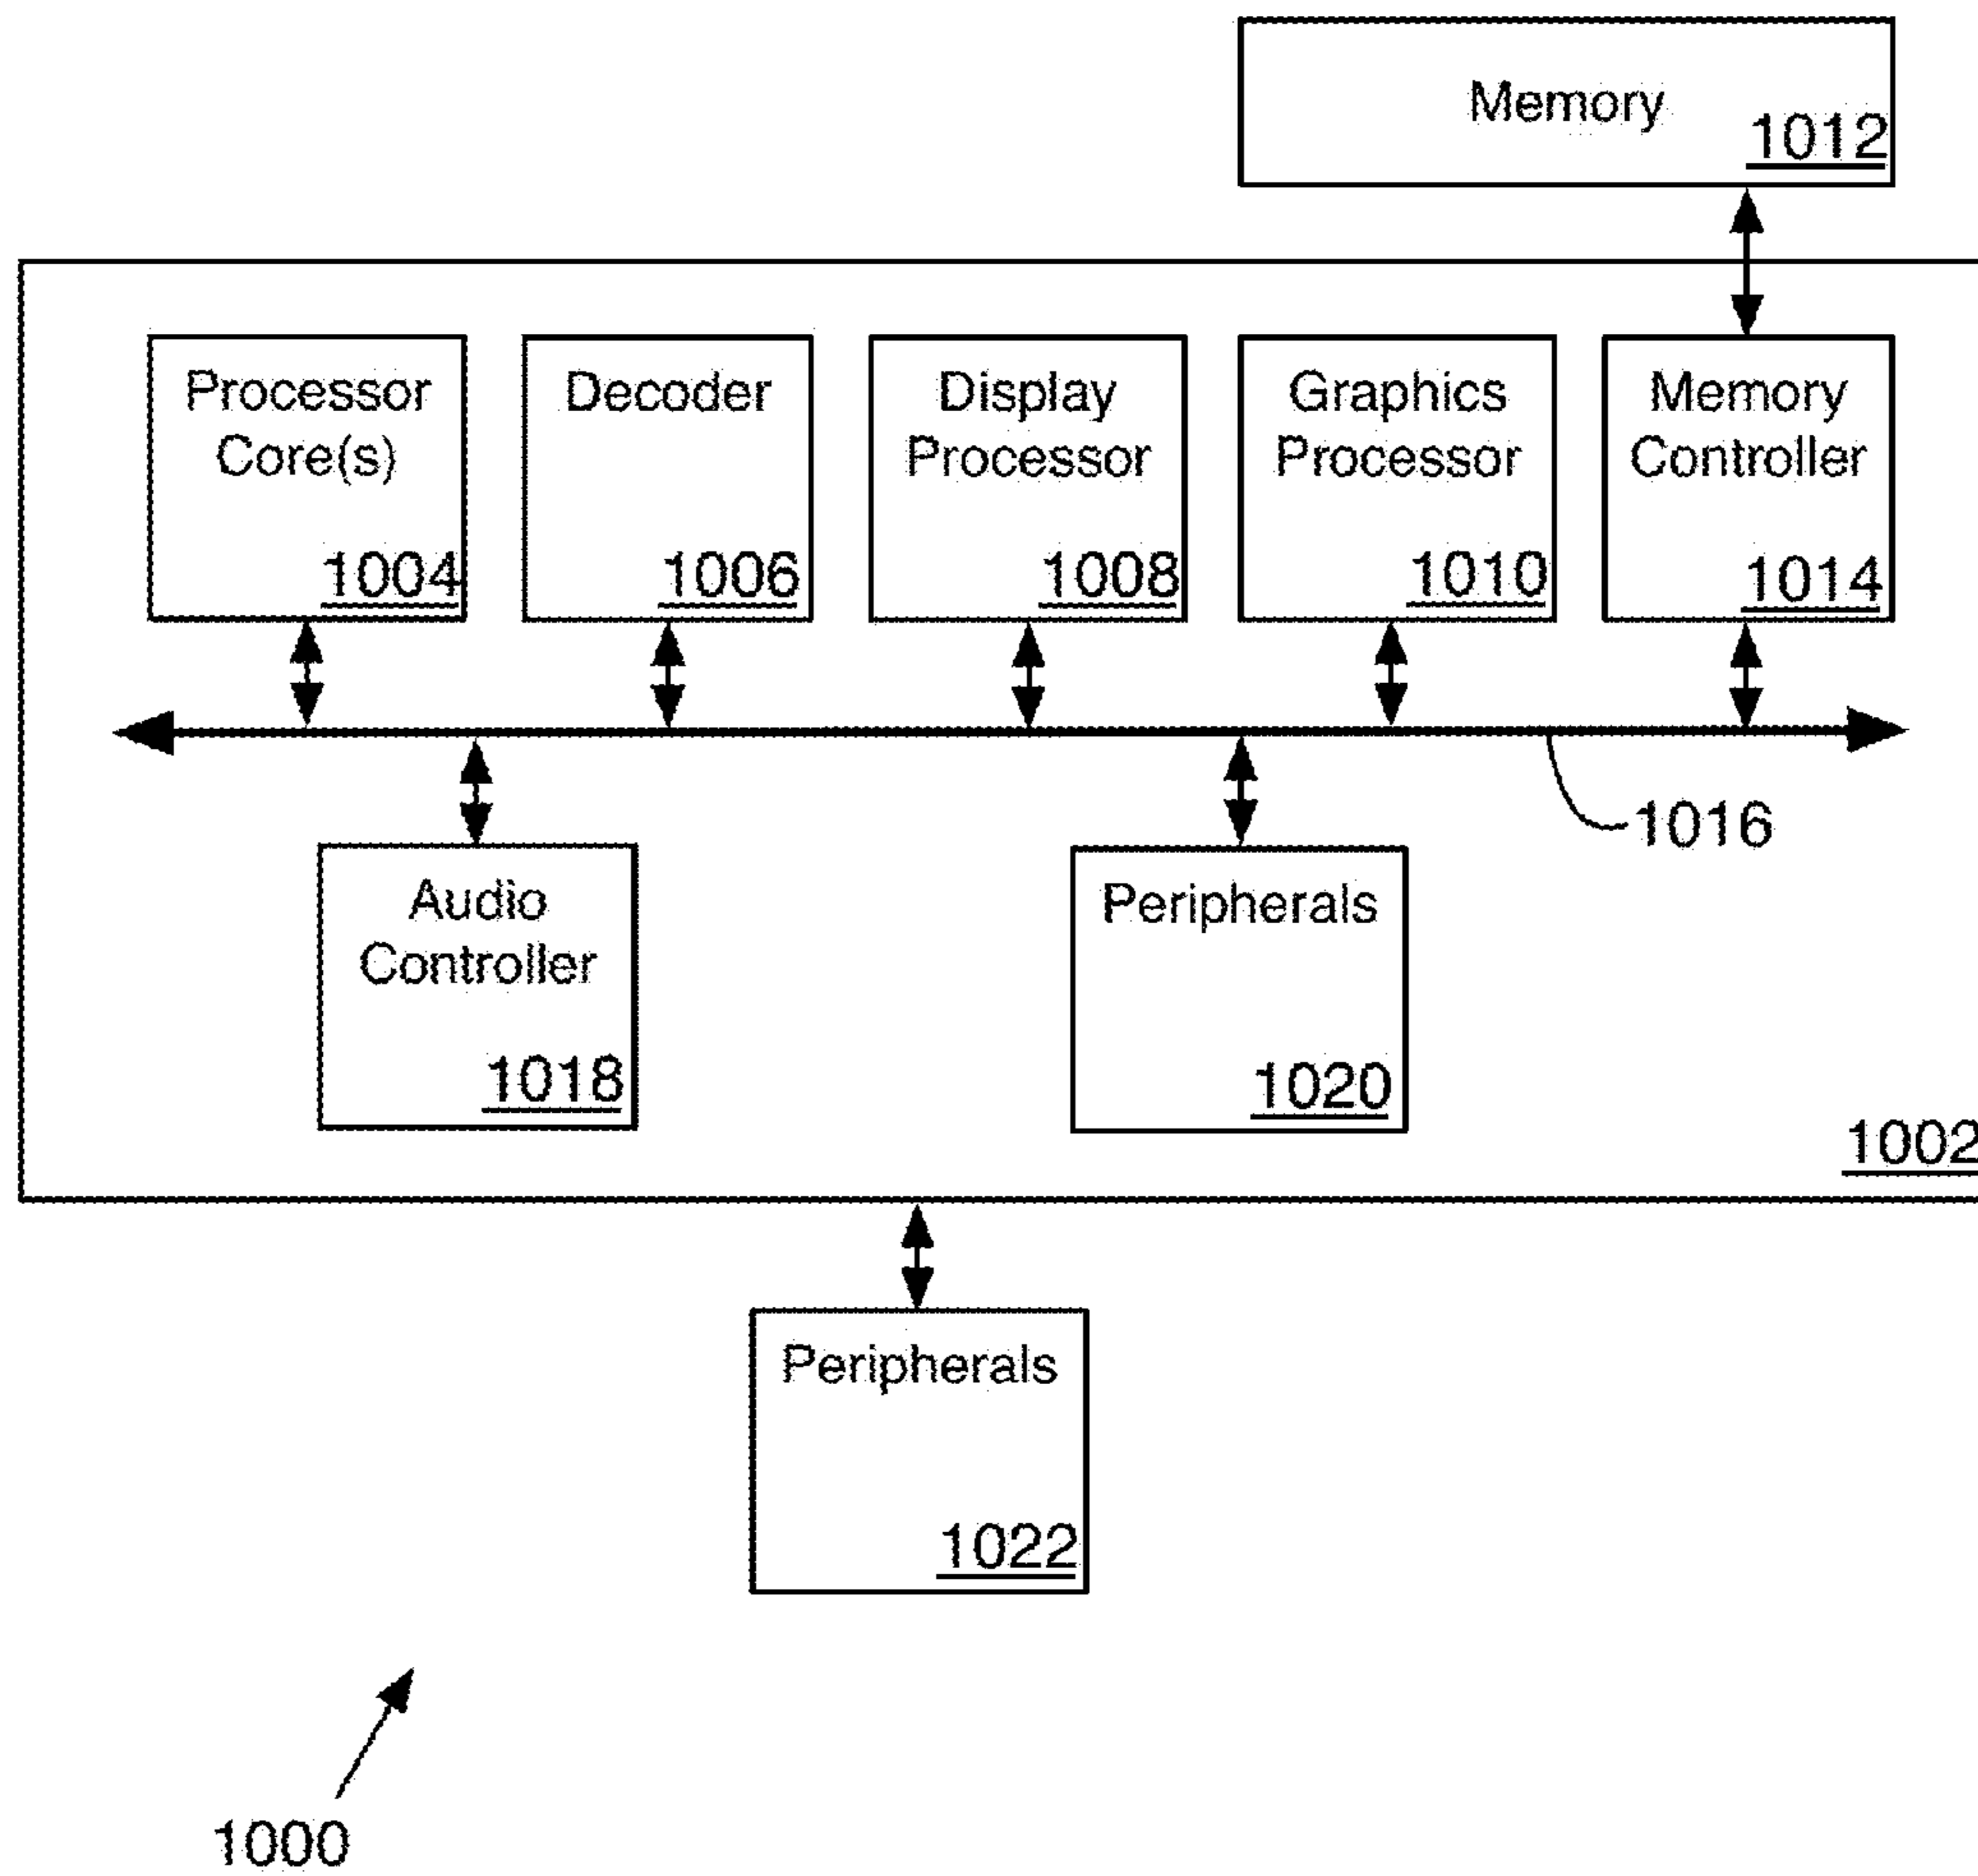 Memory
1012
Processor
Core(s)
1004
Decoder
1006
Display
Processor
1008
Graphics
Processor
1010
Memory
Controller
1014
1016
Audio
Controller
1018
Peripherals
1020
1002
Peripherals
1022
1000